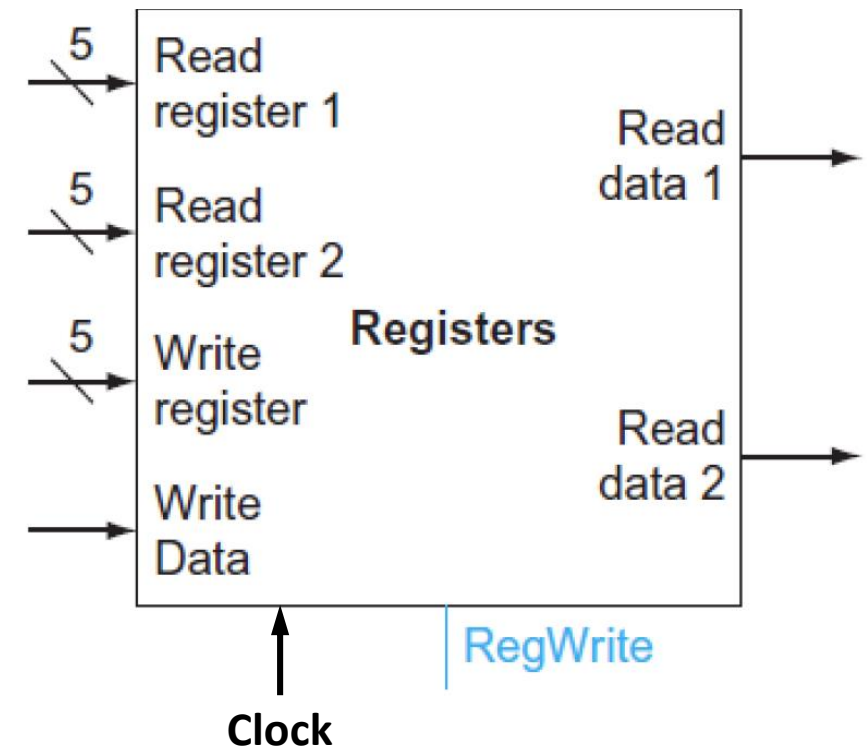 5
Read
register 1
Read
data 1
5
Read
register 2
Registers
5
Write
register
Read
data 2
Write
Data
RegWrite
Clock